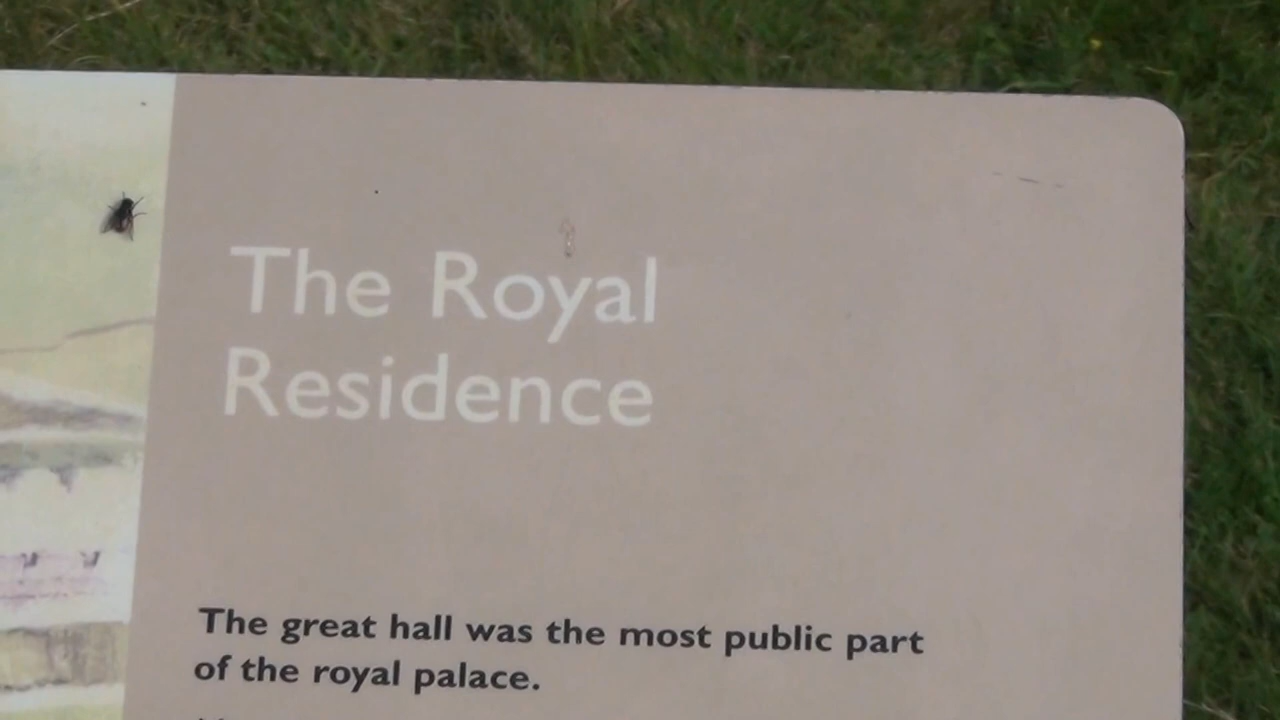 The Royal
Residence
The great hall was the most public part
of the royal palace.